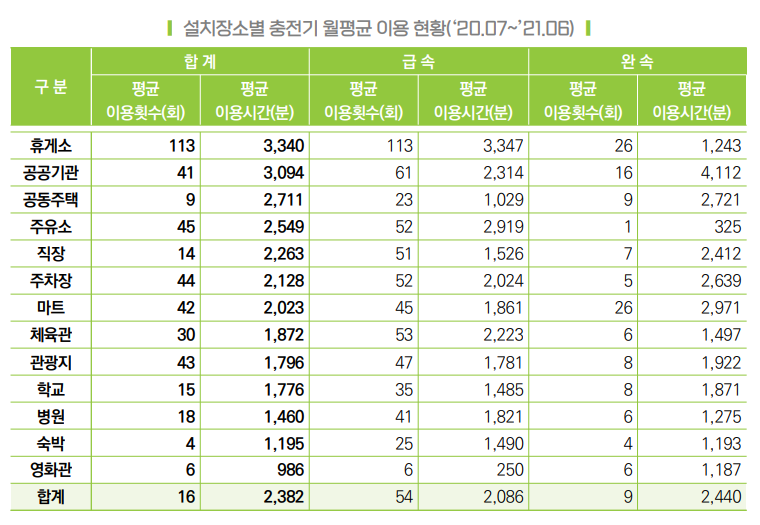 설치장소별 충전기 월평균 이용 현황(‘20.07~’21.06)
구 분 합 계 급 속 완 속
평균 이용횟수(회) 평균 이용시간(분) 평균 이용횟수(회) 평균 이용시간(분) 평균 이용횟수(회) 평균 이용시간(분)
휴게소 113 3,340 113 3,347 26 1,243
공공기관 41 3,094 61 2,314 16 4,112
공동주택 9 2,711 23 1,029 9 2,721
주유소 45 2,549 52 2,919 1 325
직장 14 2,263 51 1,526 7 2,412
주차장 44 2,128 52 2,024 5 2,639
마트 42 2,023 45 1,861 26 2,971
체육관 30 1,872 53 2,223 6 1,497
관광지 43 1,796 47 1,781 8 1,922
학교 15 1,776 35 1,485 8 1,871
병원 18 1,460 41 1,821 6 1,275
숙박 4 1,195 25 1,490 4 1,193
영화관 6 986 6 250 6 1,187
합계 16 2,382 54 2,086 9 2,440